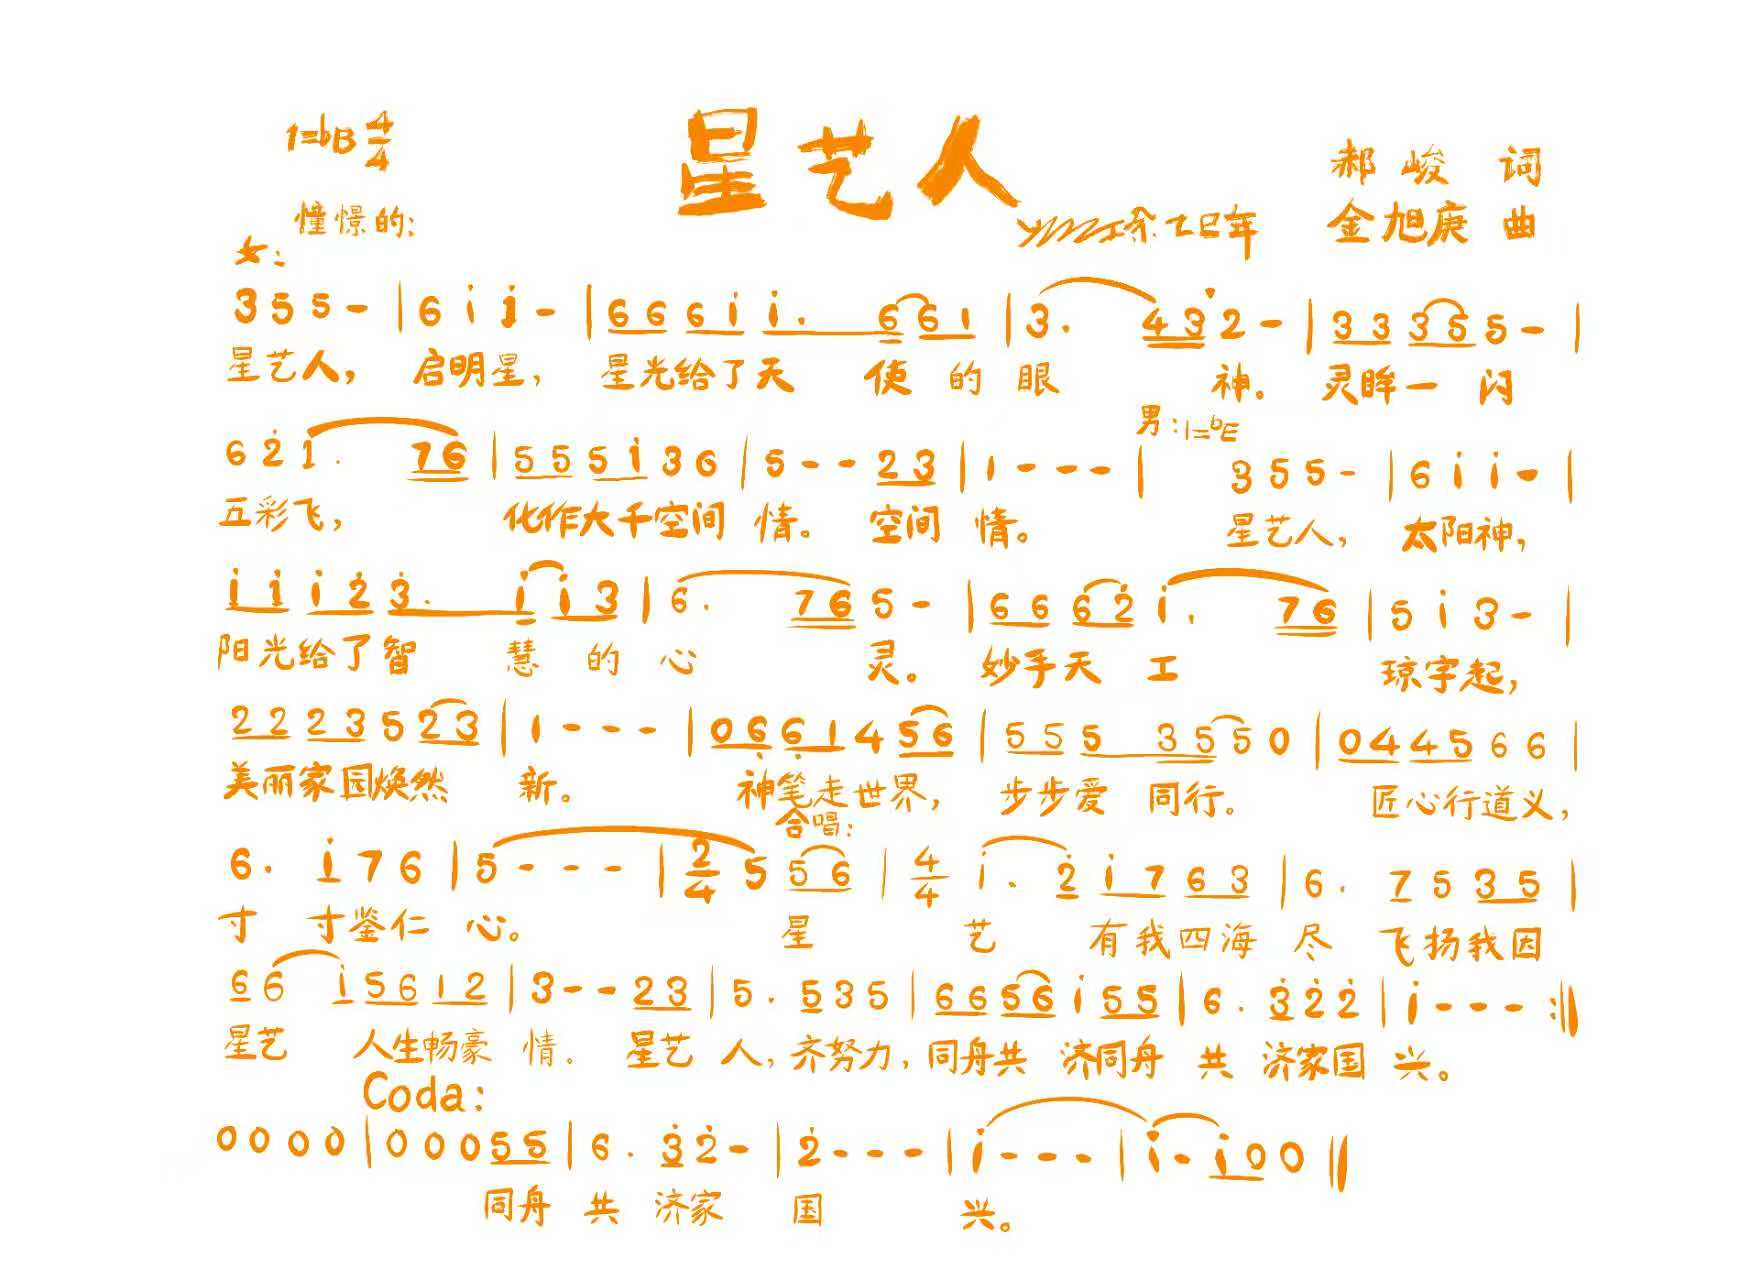 1=♭B 4/4
星艺人
郝峻 词
憧憬的:
乙巳年
金旭庚 曲
女:
3 5 5 - | 6 i i - | 6 6 6 i i. 6 6 1 | 3. 4 3 2 - | 3 3 3 5 5 - |
星艺人, 启明星, 星光给了天 使 的 眼 神。 灵眸一 闪
男:1=♭E
6 2̇ 1. 7 6 | 5 5 5 i 3 6 | 5 - - 2 3 | 1 - - - | 3 5 5 - | 6 i i - |
五彩飞, 化作大千空间 情。 空间 情。 星艺人, 太阳神,
i i i 2̇ 3̇. i i 3 | 6. 7 6 5 - | 6 6 6 2̇ i. 7 6 | 5 i 3 - |
阳光给了智 慧 的 心 灵。 妙手天 工 琼宇起,
2 2 2 3 5 2 3 | 1 - - - | 0 6̣ 6̣ 1 4 5 6 | 5 5 5 3 5 5 0 | 0 4 4 5 6 6 |
美丽家园焕然 新。 神笔走世界, 步步爱 同行。 匠心行道义,
合唱:
6. i 7 6 | 5 - - - | 2/4 5 5 6 | 4/4 i. 2̇ i 7 6 3 | 6. 7 5 3 5 |
寸 寸鉴仁 心。 星 艺 有我四海 尽 飞扬我因
6 6 i 5 6 1 2 | 3 - - 2 3 | 5. 5 3 5 | 6 6 5 6 i 5 5 | 6. 3̇ 2̇ 2̇ | i - - - :‖
星艺 人生畅豪 情. 星艺 人, 齐努力, 同舟共 济同舟 共 济家国 兴。
Coda:
0 0 0 0 | 0 0 0 5 5 | 6. 3̇ 2̇ - | 2̇ - - - | i - - - | i - i 0 0 ‖
同舟 共 济家 国 兴。